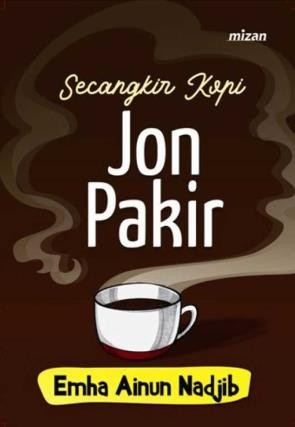 mizan
Secangkir Kopi
Jon
Pakir
Emha Ainun Nadjib